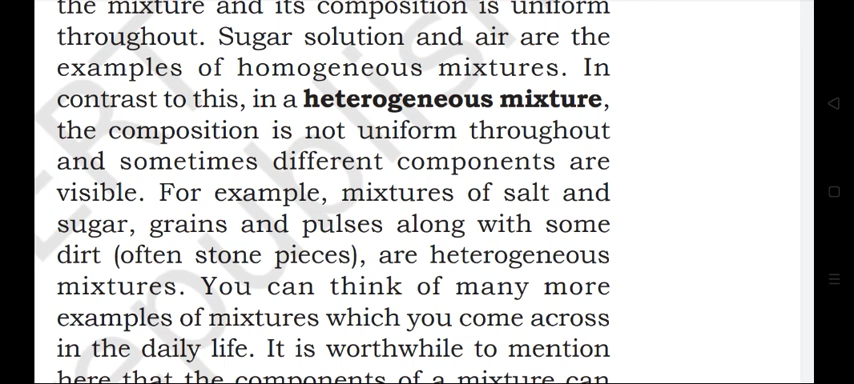 the mixture and its composition is uniform
throughout. Sugar solution and air are the
examples of homogeneous mixtures. In
contrast to this, in a heterogeneous mixture,
the composition is not uniform throughout
and sometimes different components are
visible. For example, mixtures of salt and
sugar, grains and pulses along with some
dirt (often stone pieces), are heterogeneous
mixtures. You can think of many more
examples of mixtures which you come across
in the daily life. It is worthwhile to mention
here that the components of a mixture can